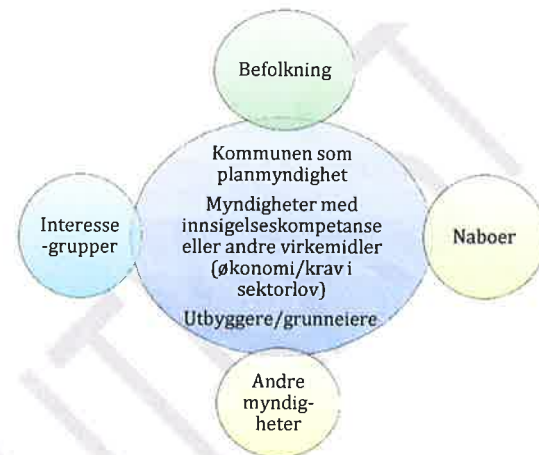 Befolkning
Kommunen som
planmyndighet
Myndigheter med
innsigelseskompetanse
eller andre virkemidler
(økonomi/krav i
sektorlov)
Utbyggere/grunneiere
Interesse
-grupper
Naboer
Andre
myndig-
heter